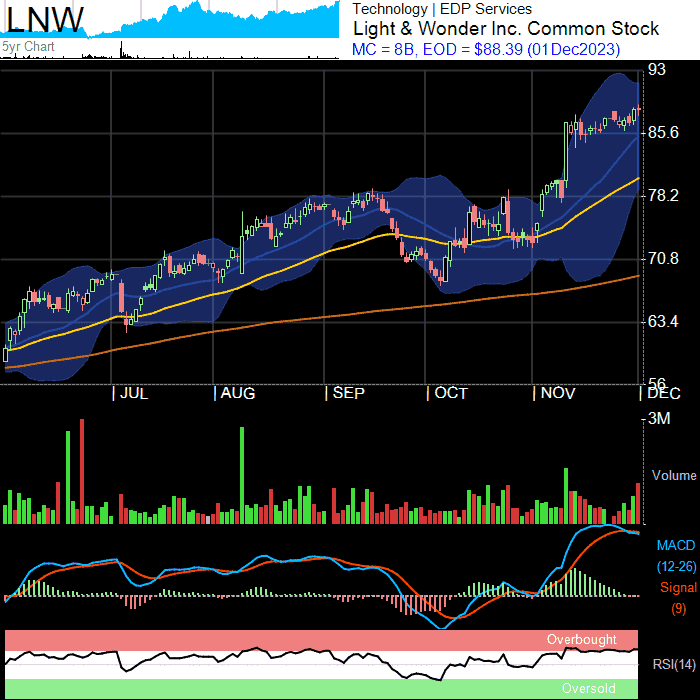 LNW
5yr Chart
Technology | EDP Services
Light & Wonder Inc. Common Stock
MC = 8B, EOD = $88.39 (01Dec2023)
93
85.6
78.2
70.8
63.4
56
| JUL | AUG | SEP | OCT | NOV | DEC
3M
Volume
MACD
(12-26)
Signal
(9)
Overbought
RSI(14)
Oversold